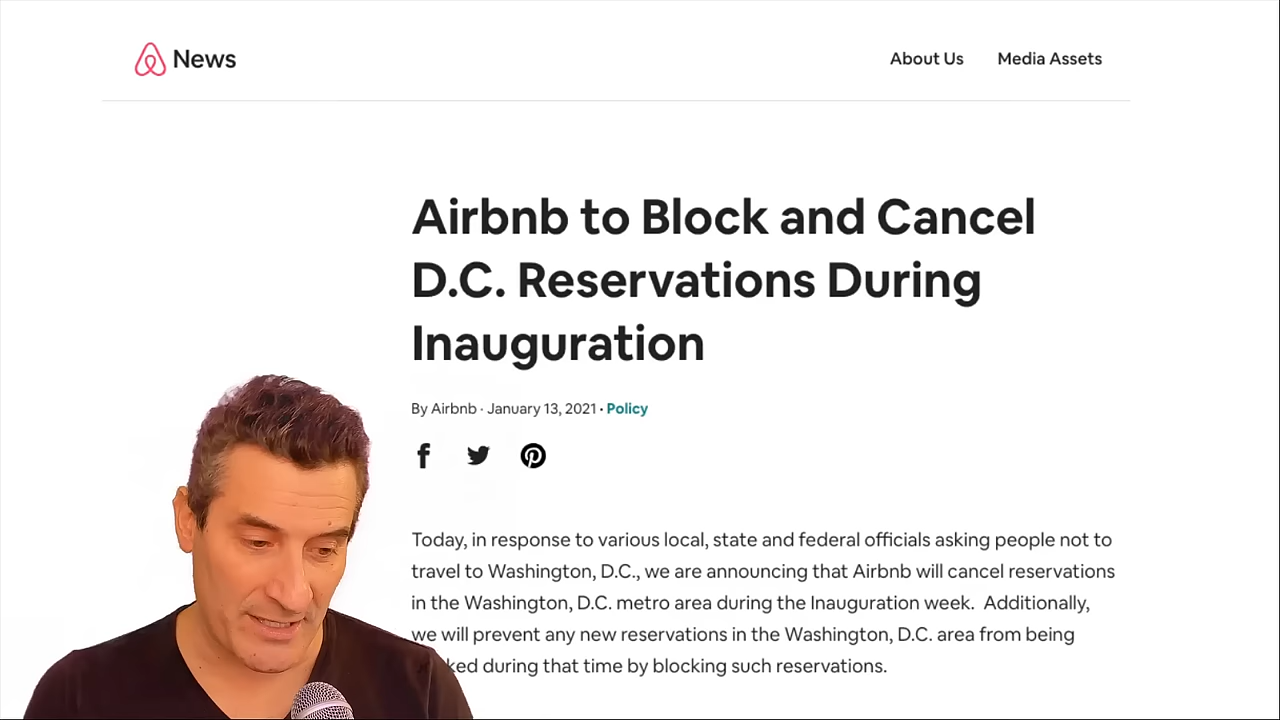 News
About Us
Media Assets
Airbnb to Block and Cancel
D.C. Reservations During
Inauguration
By Airbnb · January 13, 2021 · Policy
Today, in response to various local, state and federal officials asking people not to
travel to Washington, D.C., we are announcing that Airbnb will cancel reservations
in the Washington, D.C. metro area during the Inauguration week.  Additionally,
we will prevent any new reservations in the Washington, D.C. area from being
during that time by blocking such reservations.